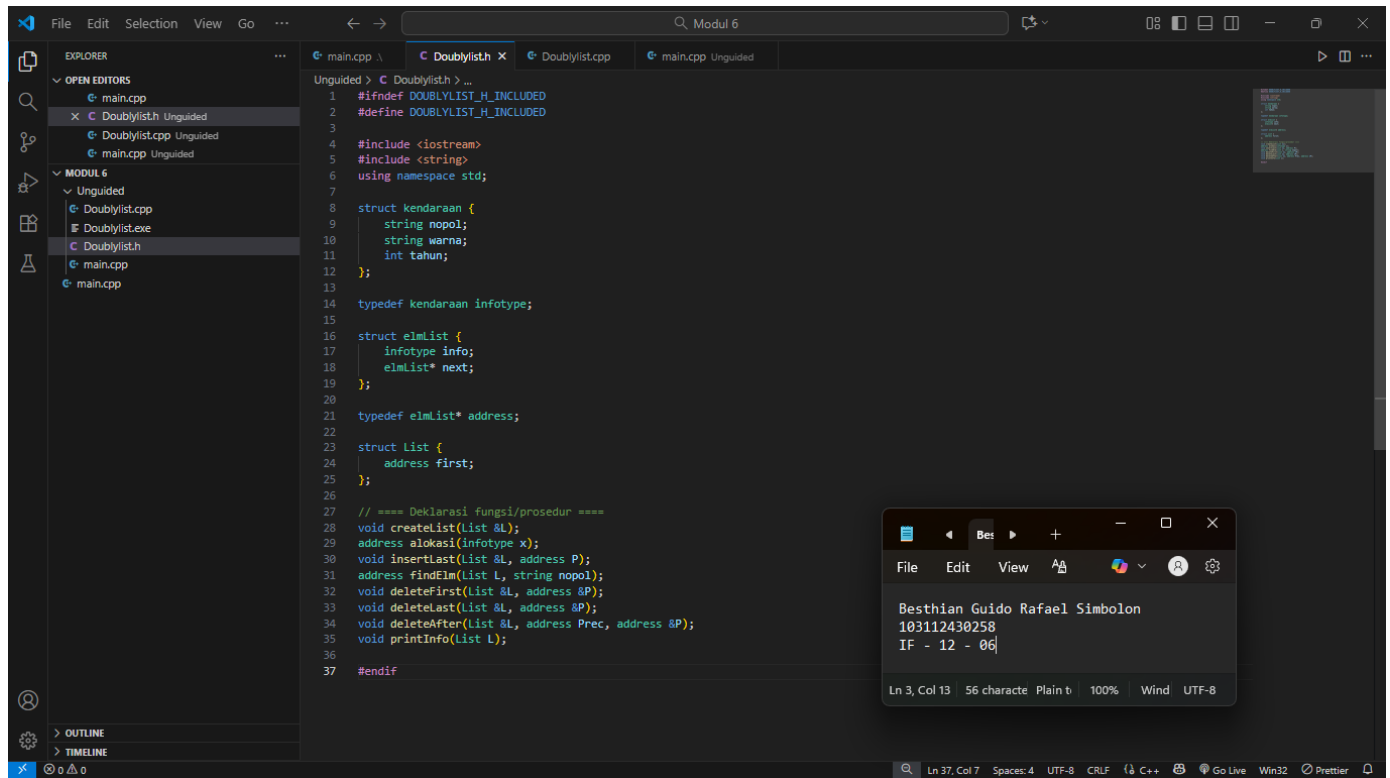 File Edit Selection View Go ···
Modul 6
EXPLORER
OPEN EDITORS
main.cpp
Doublylist.h Unguided
Doublylist.cpp Unguided
main.cpp Unguided
MODUL 6
Unguided
Doublylist.cpp
Doublylist.exe
Doublylist.h
main.cpp
main.cpp
OUTLINE
TIMELINE
main.cpp .\ Doublylist.h Doublylist.cpp main.cpp Unguided
Unguided > C Doublylist.h > ...
1 #ifndef DOUBLYLIST_H_INCLUDED
2 #define DOUBLYLIST_H_INCLUDED
3
4 #include <iostream>
5 #include <string>
6 using namespace std;
7
8 struct kendaraan {
9 string nopol;
10 string warna;
11 int tahun;
12 };
13
14 typedef kendaraan infotype;
15
16 struct elmList {
17 infotype info;
18 elmList* next;
19 };
20
21 typedef elmList* address;
22
23 struct List {
24 address first;
25 };
26
27 // ==== Deklarasi fungsi/prosedur ====
28 void createList(List &L);
29 address alokasi(infotype x);
30 void insertLast(List &L, address P);
31 address findElm(List L, string nopol);
32 void deleteFirst(List &L, address &P);
33 void deleteLast(List &L, address &P);
34 void deleteAfter(List &L, address Prec, address &P);
35 void printInfo(List L);
36
37 #endif
Bes
File Edit View
Besthian Guido Rafael Simbolon
103112430258
IF - 12 - 06
Ln 3, Col 13 56 characte Plain t 100% Wind UTF-8
0 0 Ln 37, Col 7 Spaces: 4 UTF-8 CRLF C++ Go Live Win32 Prettier